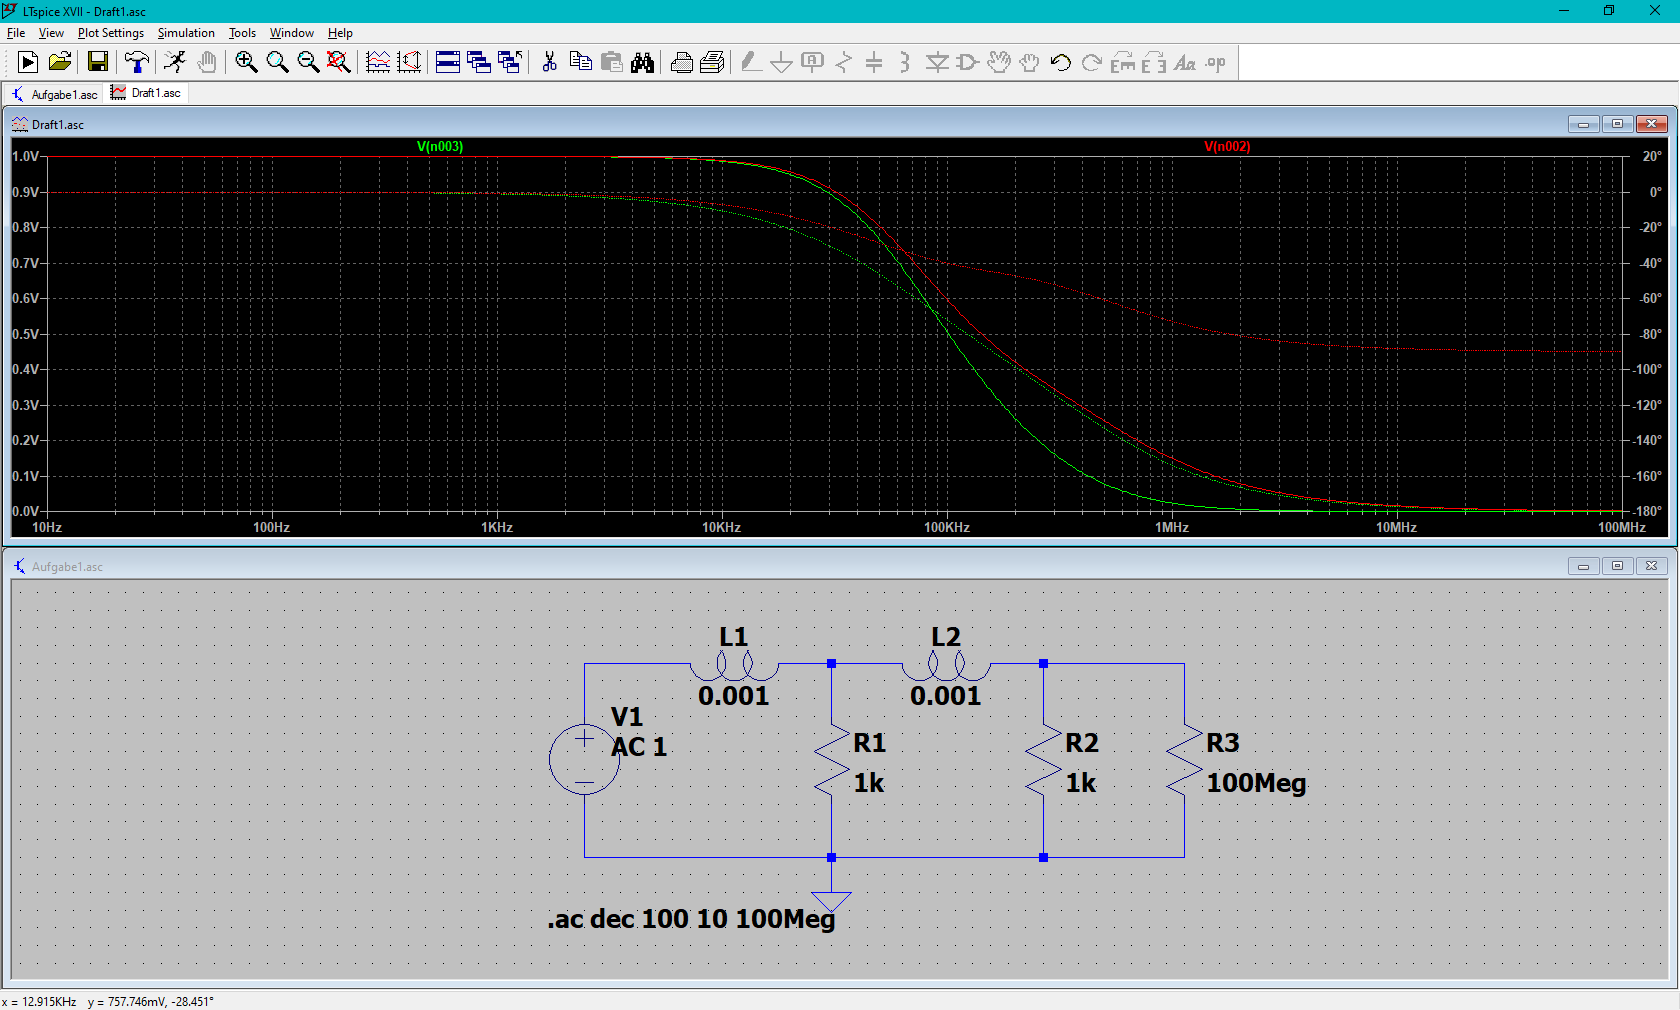 LTspice XVII - Draft1.asc
File View Plot Settings Simulation Tools Window Help
Aufgabe1.asc Draft1.asc
Draft1.asc
V(n003) V(n002)
1.0V 20°
0.9V 0°
0.8V -20°
0.7V -40°
0.6V -60°
0.5V -80°
0.4V -100°
0.3V -120°
0.2V -140°
0.1V -160°
0.0V -180°
10Hz 100Hz 1KHz 10KHz 100KHz 1MHz 10MHz 100MHz
Aufgabe1.asc
L1 L2
0.001 0.001
V1
AC 1
R1 R2 R3
1k 1k 100Meg
.ac dec 100 10 100Meg
x = 12.915KHz y = 757.746mV, -28.451°